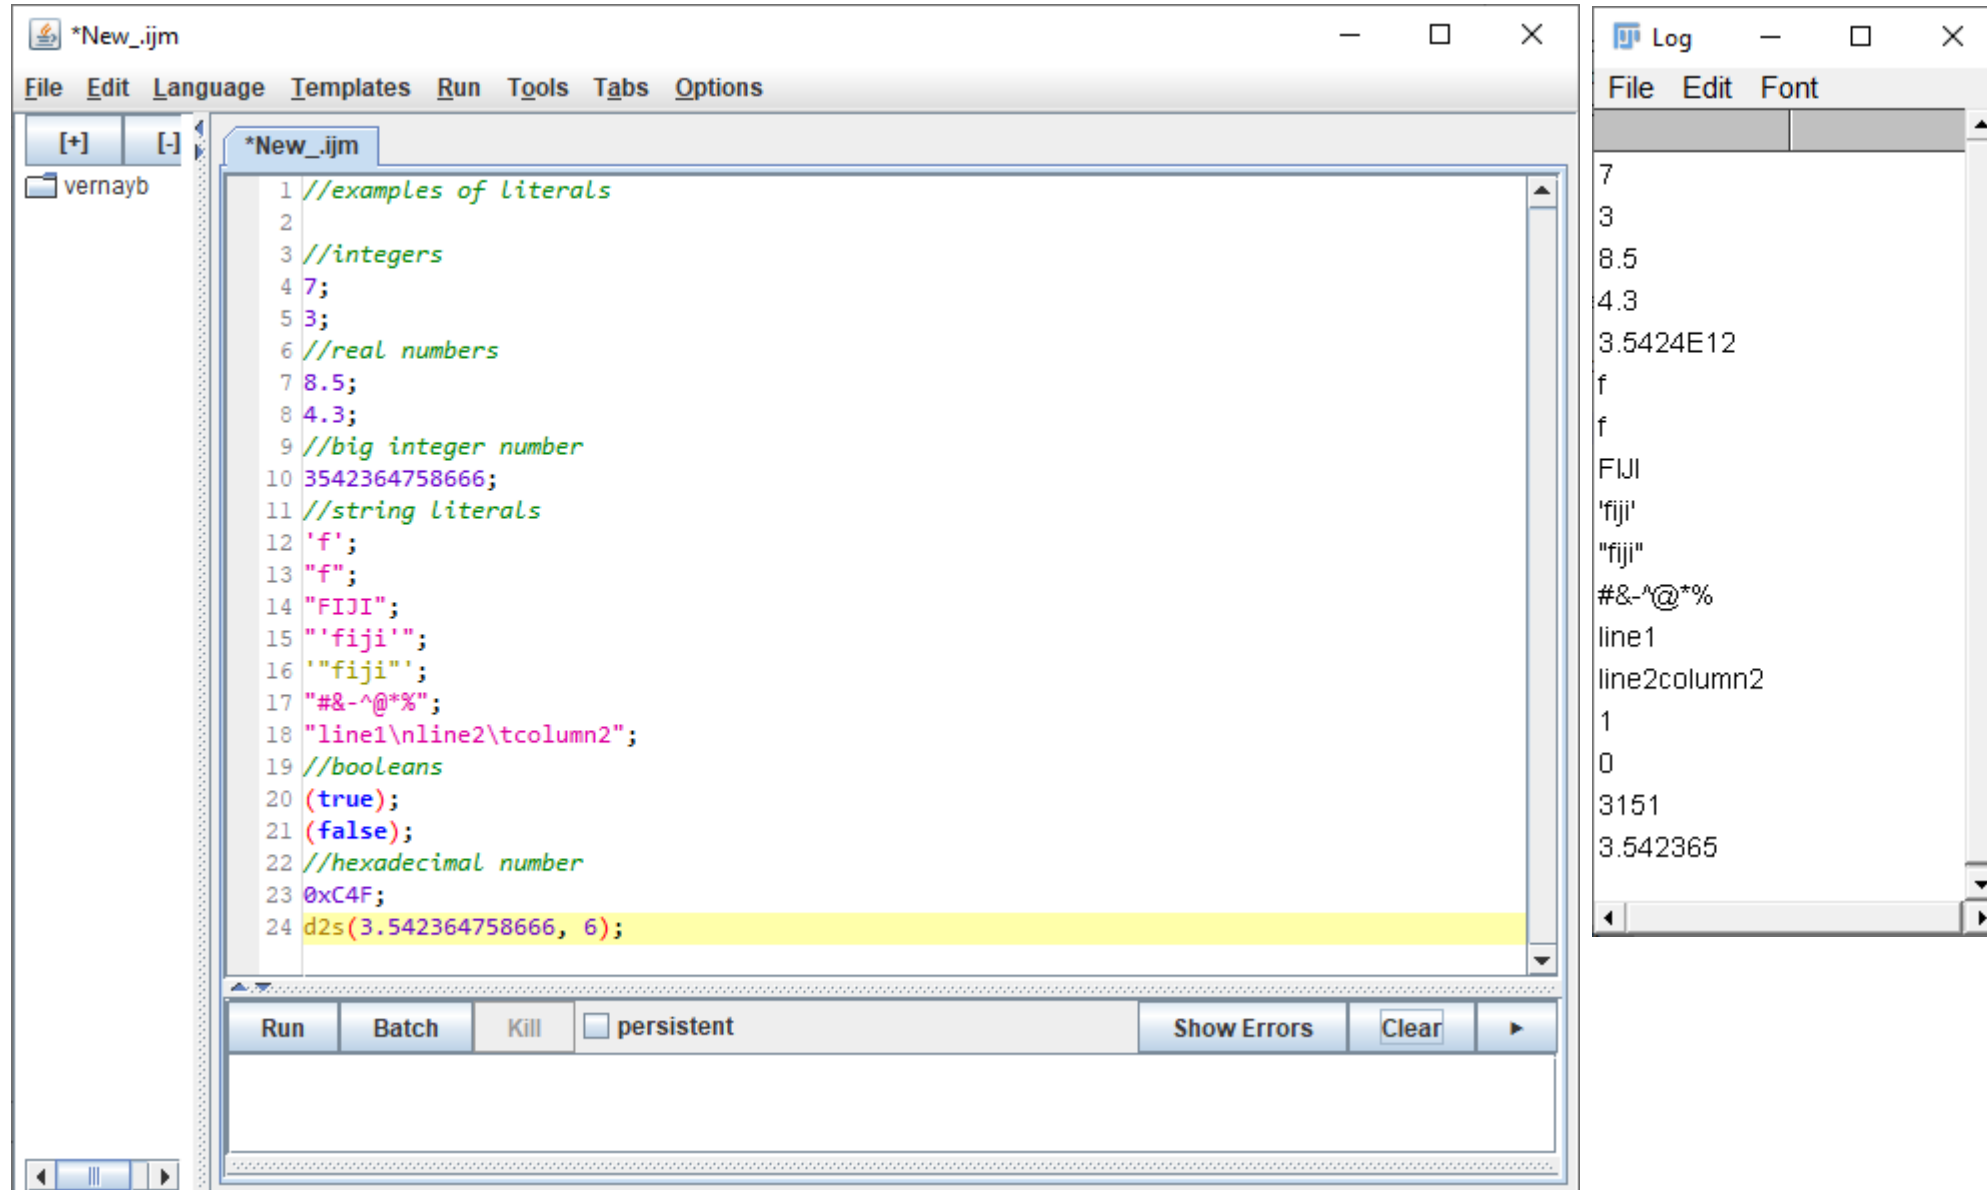 *New_.ijm
File Edit Language Templates Run Tools Tabs Options
[+] [-]
vernayb
*New_.ijm
1 //examples of literals
2
3 //integers
4 7;
5 3;
6 //real numbers
7 8.5;
8 4.3;
9 //big integer number
10 3542364758666;
11 //string literals
12 'f';
13 "f";
14 "FIJI";
15 "'fiji'";
16 '"fiji"';
17 "#&-^@*%";
18 "line1\nline2\tcolumn2";
19 //booleans
20 (true);
21 (false);
22 //hexadecimal number
23 0xC4F;
24 d2s(3.542364758666, 6);
Run Batch Kill persistent Show Errors Clear
Log
File Edit Font
7
3
8.5
4.3
3.5424E12
f
f
FIJI
'fiji'
"fiji"
#&-^@*%
line1
line2column2
1
0
3151
3.542365